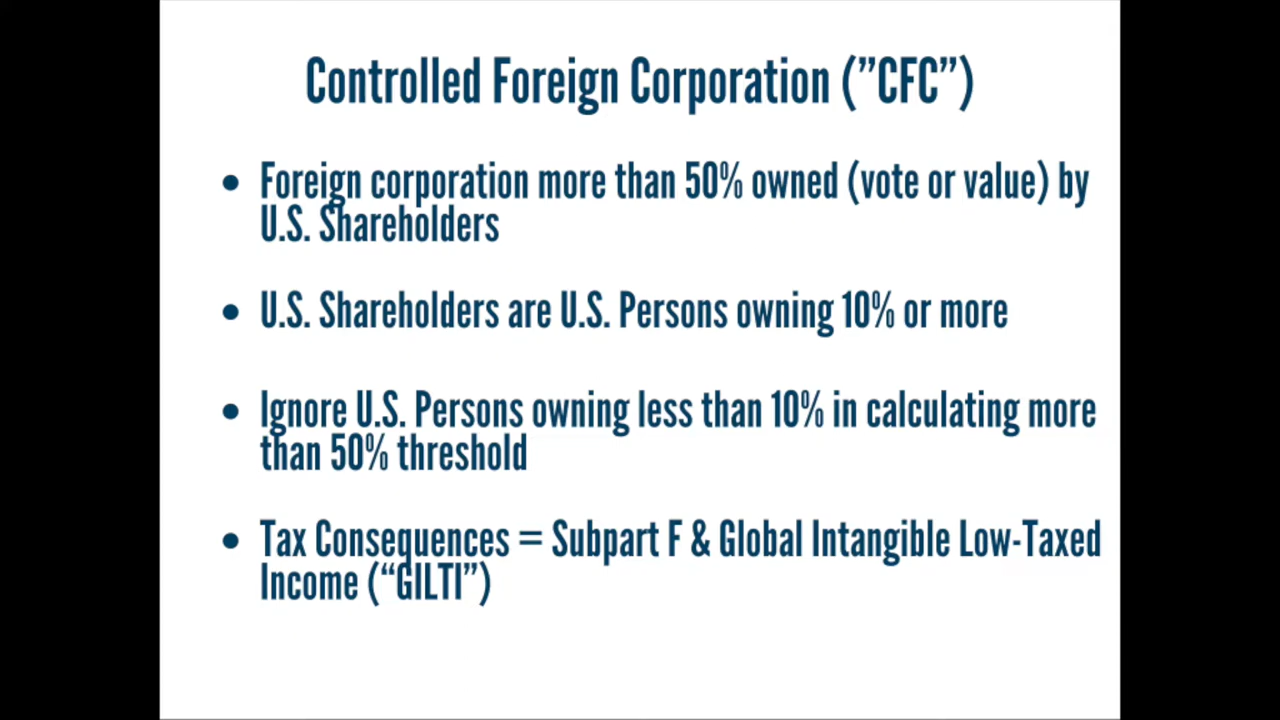 Controlled Foreign Corporation (”CFC”)
• Foreign corporation more than 50% owned (vote or value) by
U.S. Shareholders
• U.S. Shareholders are U.S. Persons owning 10% or more
• Ignore U.S. Persons owning less than 10% in calculating more
than 50% threshold
• Tax Consequences = Subpart F & Global Intangible Low-Taxed
Income (“GILTI”)